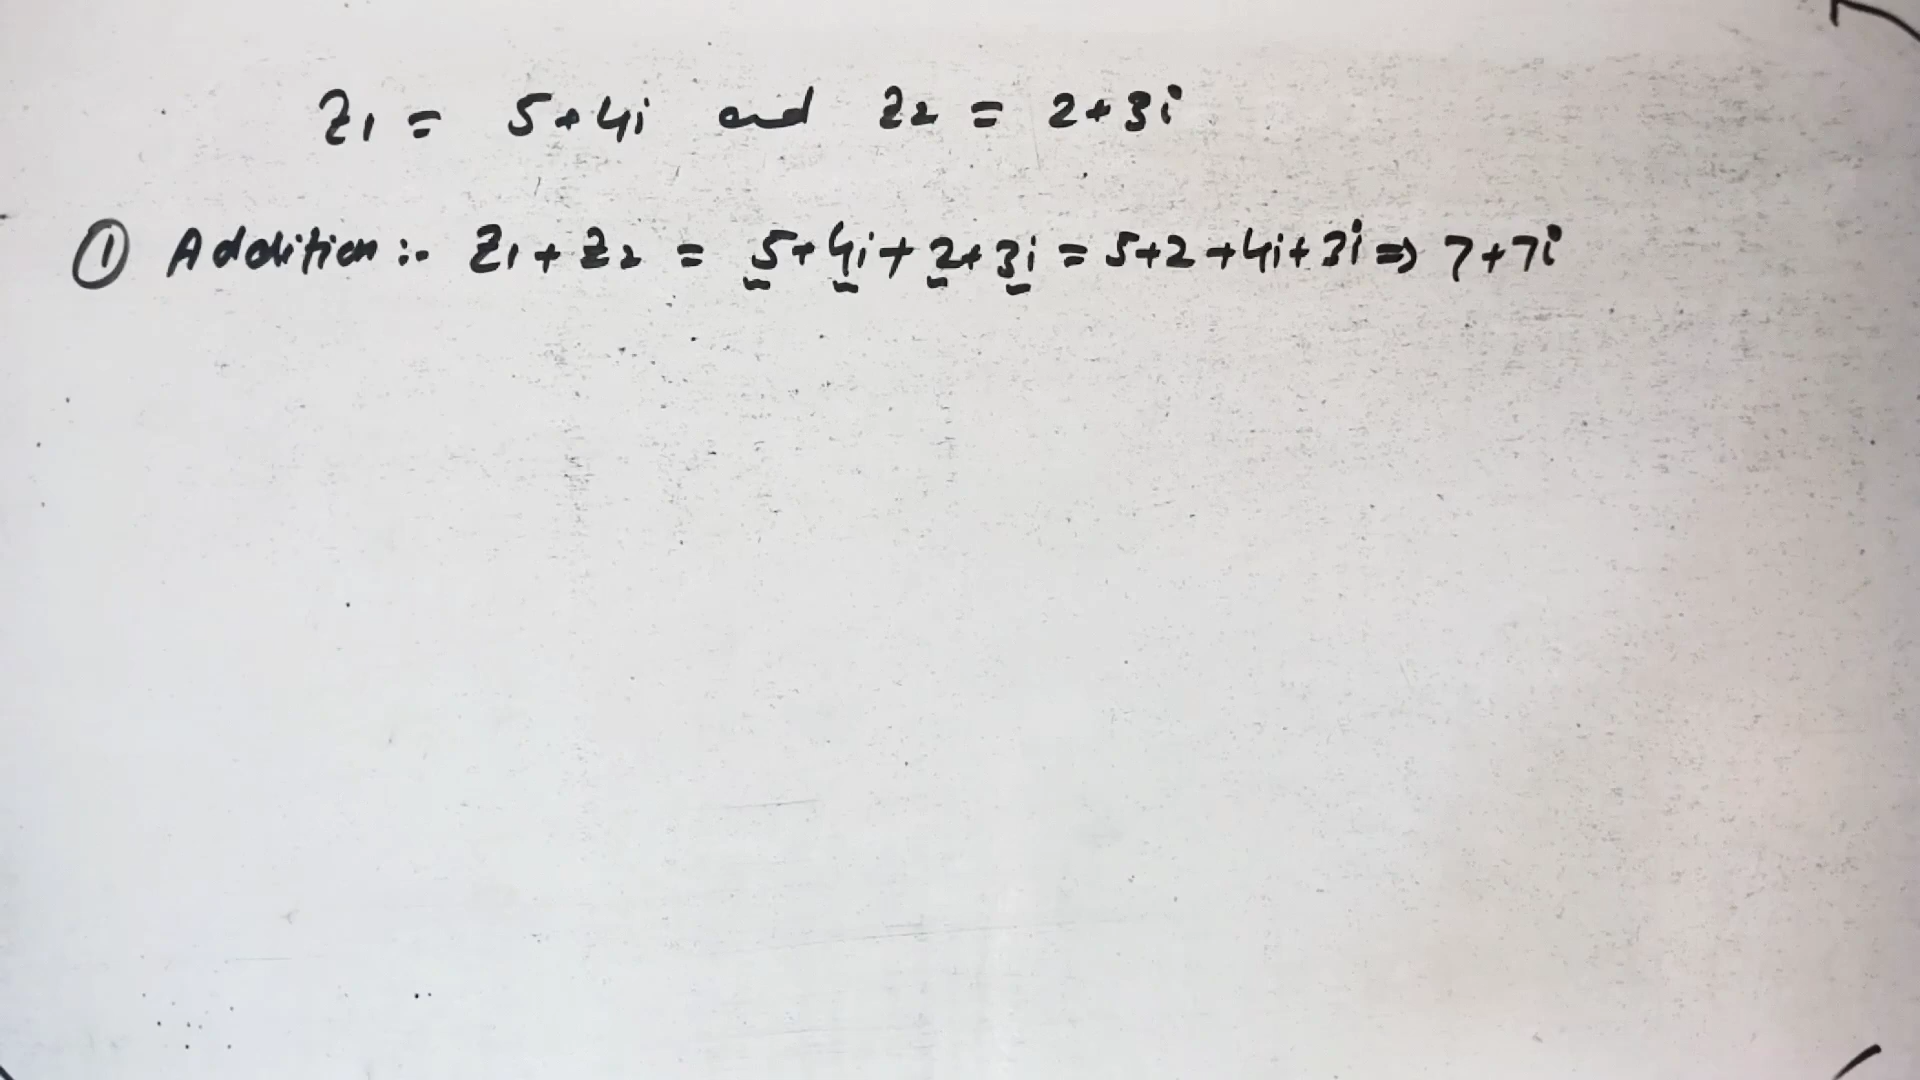 Z1 = 5+4i and Z2 = 2+3i
① Addition:- Z1 + Z2 = 5+4i+2+3i = 5+2+4i+3i ⇒ 7+7i